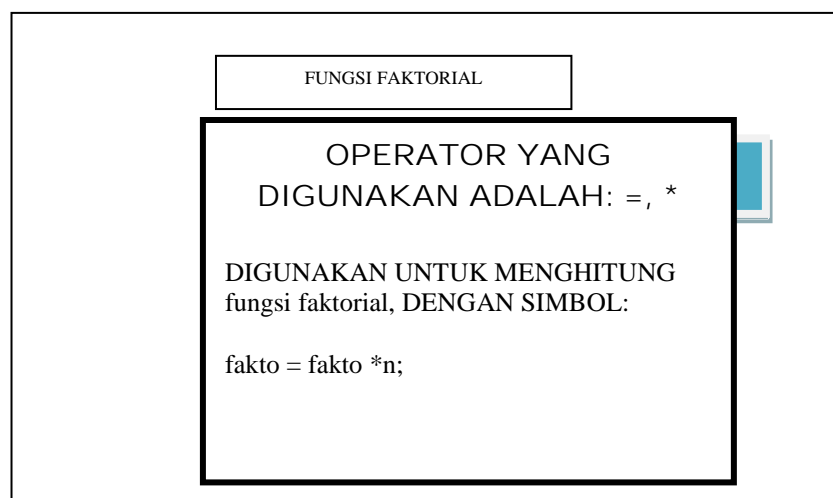 FUNGSI FAKTORIAL
OPERATOR YANG
DIGUNAKAN ADALAH: =, *
DIGUNAKAN UNTUK MENGHITUNG
fungsi faktorial, DENGAN SIMBOL:
fakto = fakto *n;